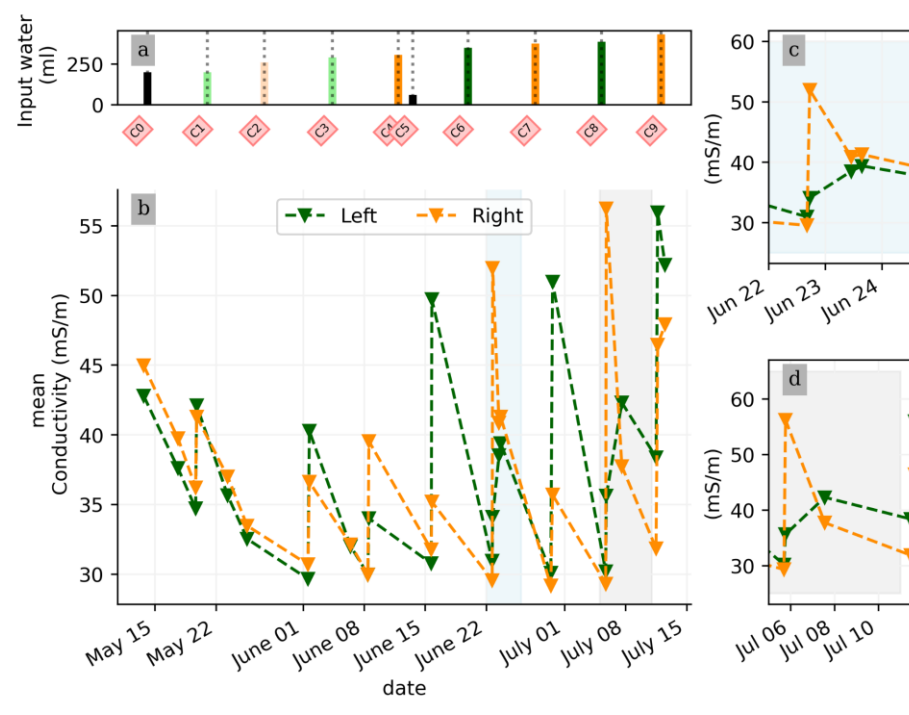 Input water
(ml)
250
0
a
C0
C1
C2
C3
C4
C5
C6
C7
C8
C9
b
Left
Right
mean
Conductivity (mS/m)
55
50
45
40
35
30
May 15
May 22
June 01
June 08
June 15
June 22
July 01
July 08
July 15
date
c
(mS/m)
60
50
40
30
Jun 22
Jun 23
Jun 24
d
(mS/m)
60
50
40
30
Jul 06
Jul 08
Jul 10